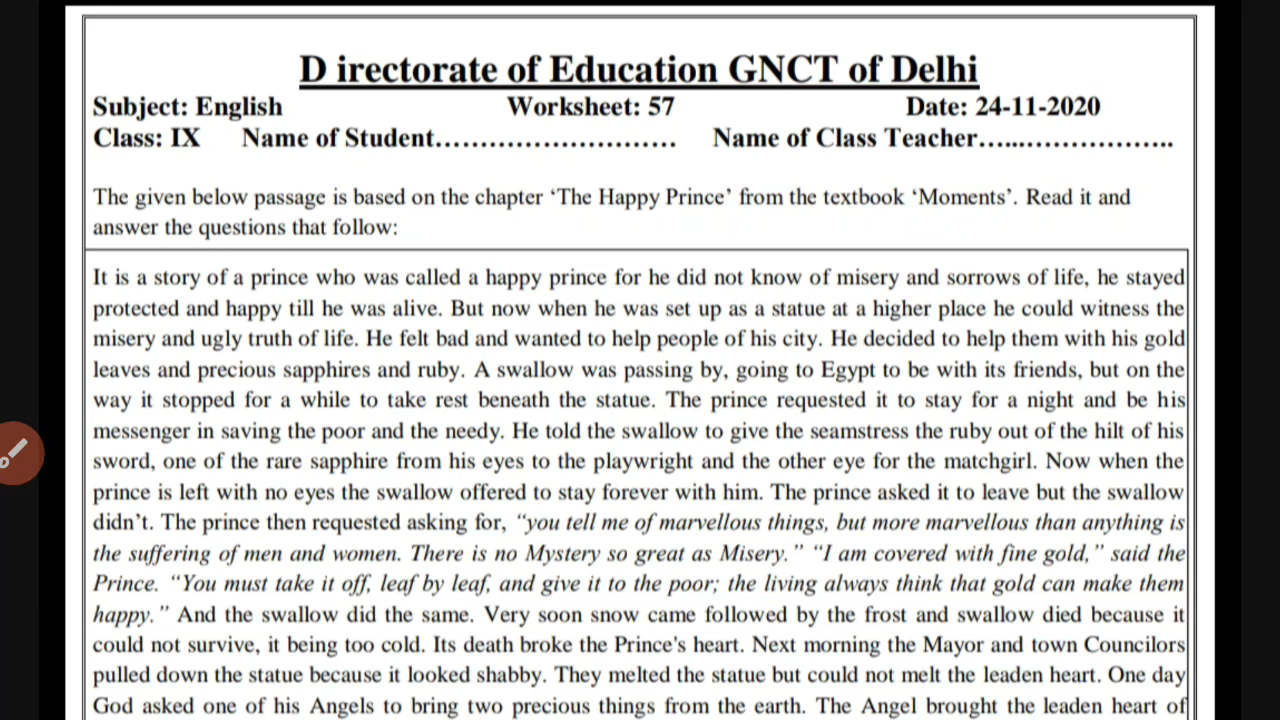 D irectorate of Education GNCT of Delhi
Subject: English Worksheet: 57 Date: 24-11-2020
Class: IX Name of Student........................... Name of Class Teacher......................
The given below passage is based on the chapter ‘The Happy Prince’ from the textbook ‘Moments’. Read it and
answer the questions that follow:
It is a story of a prince who was called a happy prince for he did not know of misery and sorrows of life, he stayed
protected and happy till he was alive. But now when he was set up as a statue at a higher place he could witness the
misery and ugly truth of life. He felt bad and wanted to help people of his city. He decided to help them with his gold
leaves and precious sapphires and ruby. A swallow was passing by, going to Egypt to be with its friends, but on the
way it stopped for a while to take rest beneath the statue. The prince requested it to stay for a night and be his
messenger in saving the poor and the needy. He told the swallow to give the seamstress the ruby out of the hilt of his
sword, one of the rare sapphire from his eyes to the playwright and the other eye for the matchgirl. Now when the
prince is left with no eyes the swallow offered to stay forever with him. The prince asked it to leave but the swallow
didn’t. The prince then requested asking for, “you tell me of marvellous things, but more marvellous than anything is
the suffering of men and women. There is no Mystery so great as Misery.” “I am covered with fine gold,” said the
Prince. “You must take it off, leaf by leaf, and give it to the poor; the living always think that gold can make them
happy.” And the swallow did the same. Very soon snow came followed by the frost and swallow died because it
could not survive, it being too cold. Its death broke the Prince's heart. Next morning the Mayor and town Councilors
pulled down the statue because it looked shabby. They melted the statue but could not melt the leaden heart. One day
God asked one of his Angels to bring two precious things from the earth. The Angel brought the leaden heart of